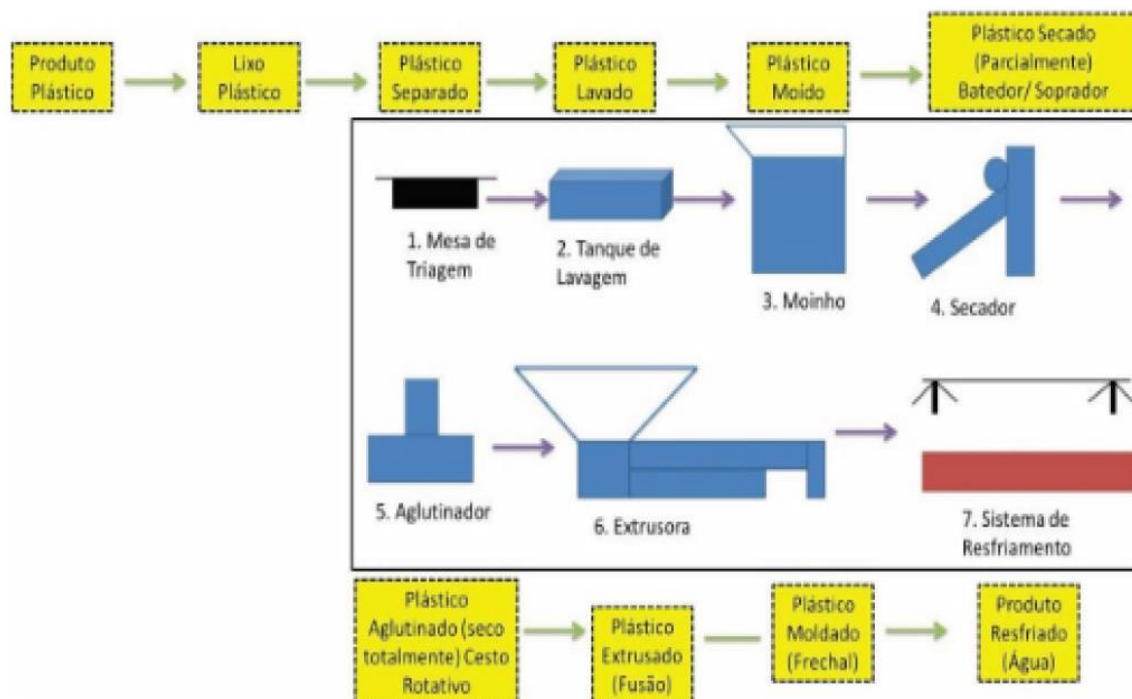 Produto
Plástico
Lixo
Plástico
Plástico
Separado
Plástico
Lavado
Plástico
Moído
Plástico Secado
(Parcialmente)
Batedor/ Soprador
1. Mesa de
Triagem
2. Tanque de
Lavagem
3. Moinho
4. Secador
5. Aglutinador
6. Extrusora
7. Sistema de
Resfriamento
Plástico
Aglutinado (seco
totalmente) Cesto
Rotativo
Plástico
Extrusado
(Fusão)
Plástico
Moldado
(Frechal)
Produto
Resfriado
(Água)